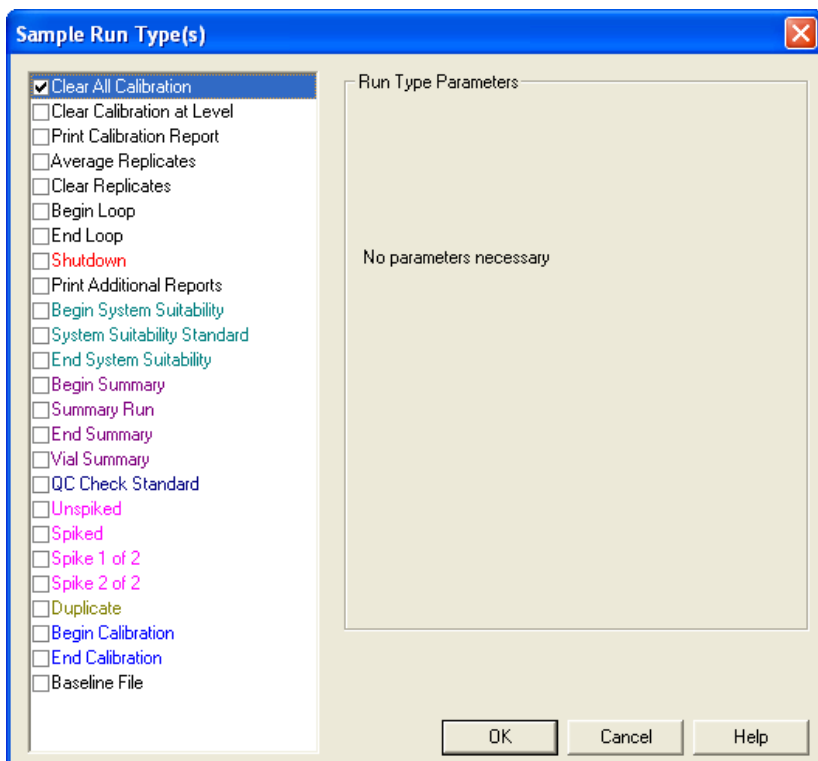 Sample Run Type(s)
Clear All Calibration
Clear Calibration at Level
Print Calibration Report
Average Replicates
Clear Replicates
Begin Loop
End Loop
Shutdown
Print Additional Reports
Begin System Suitability
System Suitability Standard
End System Suitability
Begin Summary
Summary Run
End Summary
Vial Summary
QC Check Standard
Unspiked
Spiked
Spike 1 of 2
Spike 2 of 2
Duplicate
Begin Calibration
End Calibration
Baseline File
Run Type Parameters
No parameters necessary
OK Cancel Help